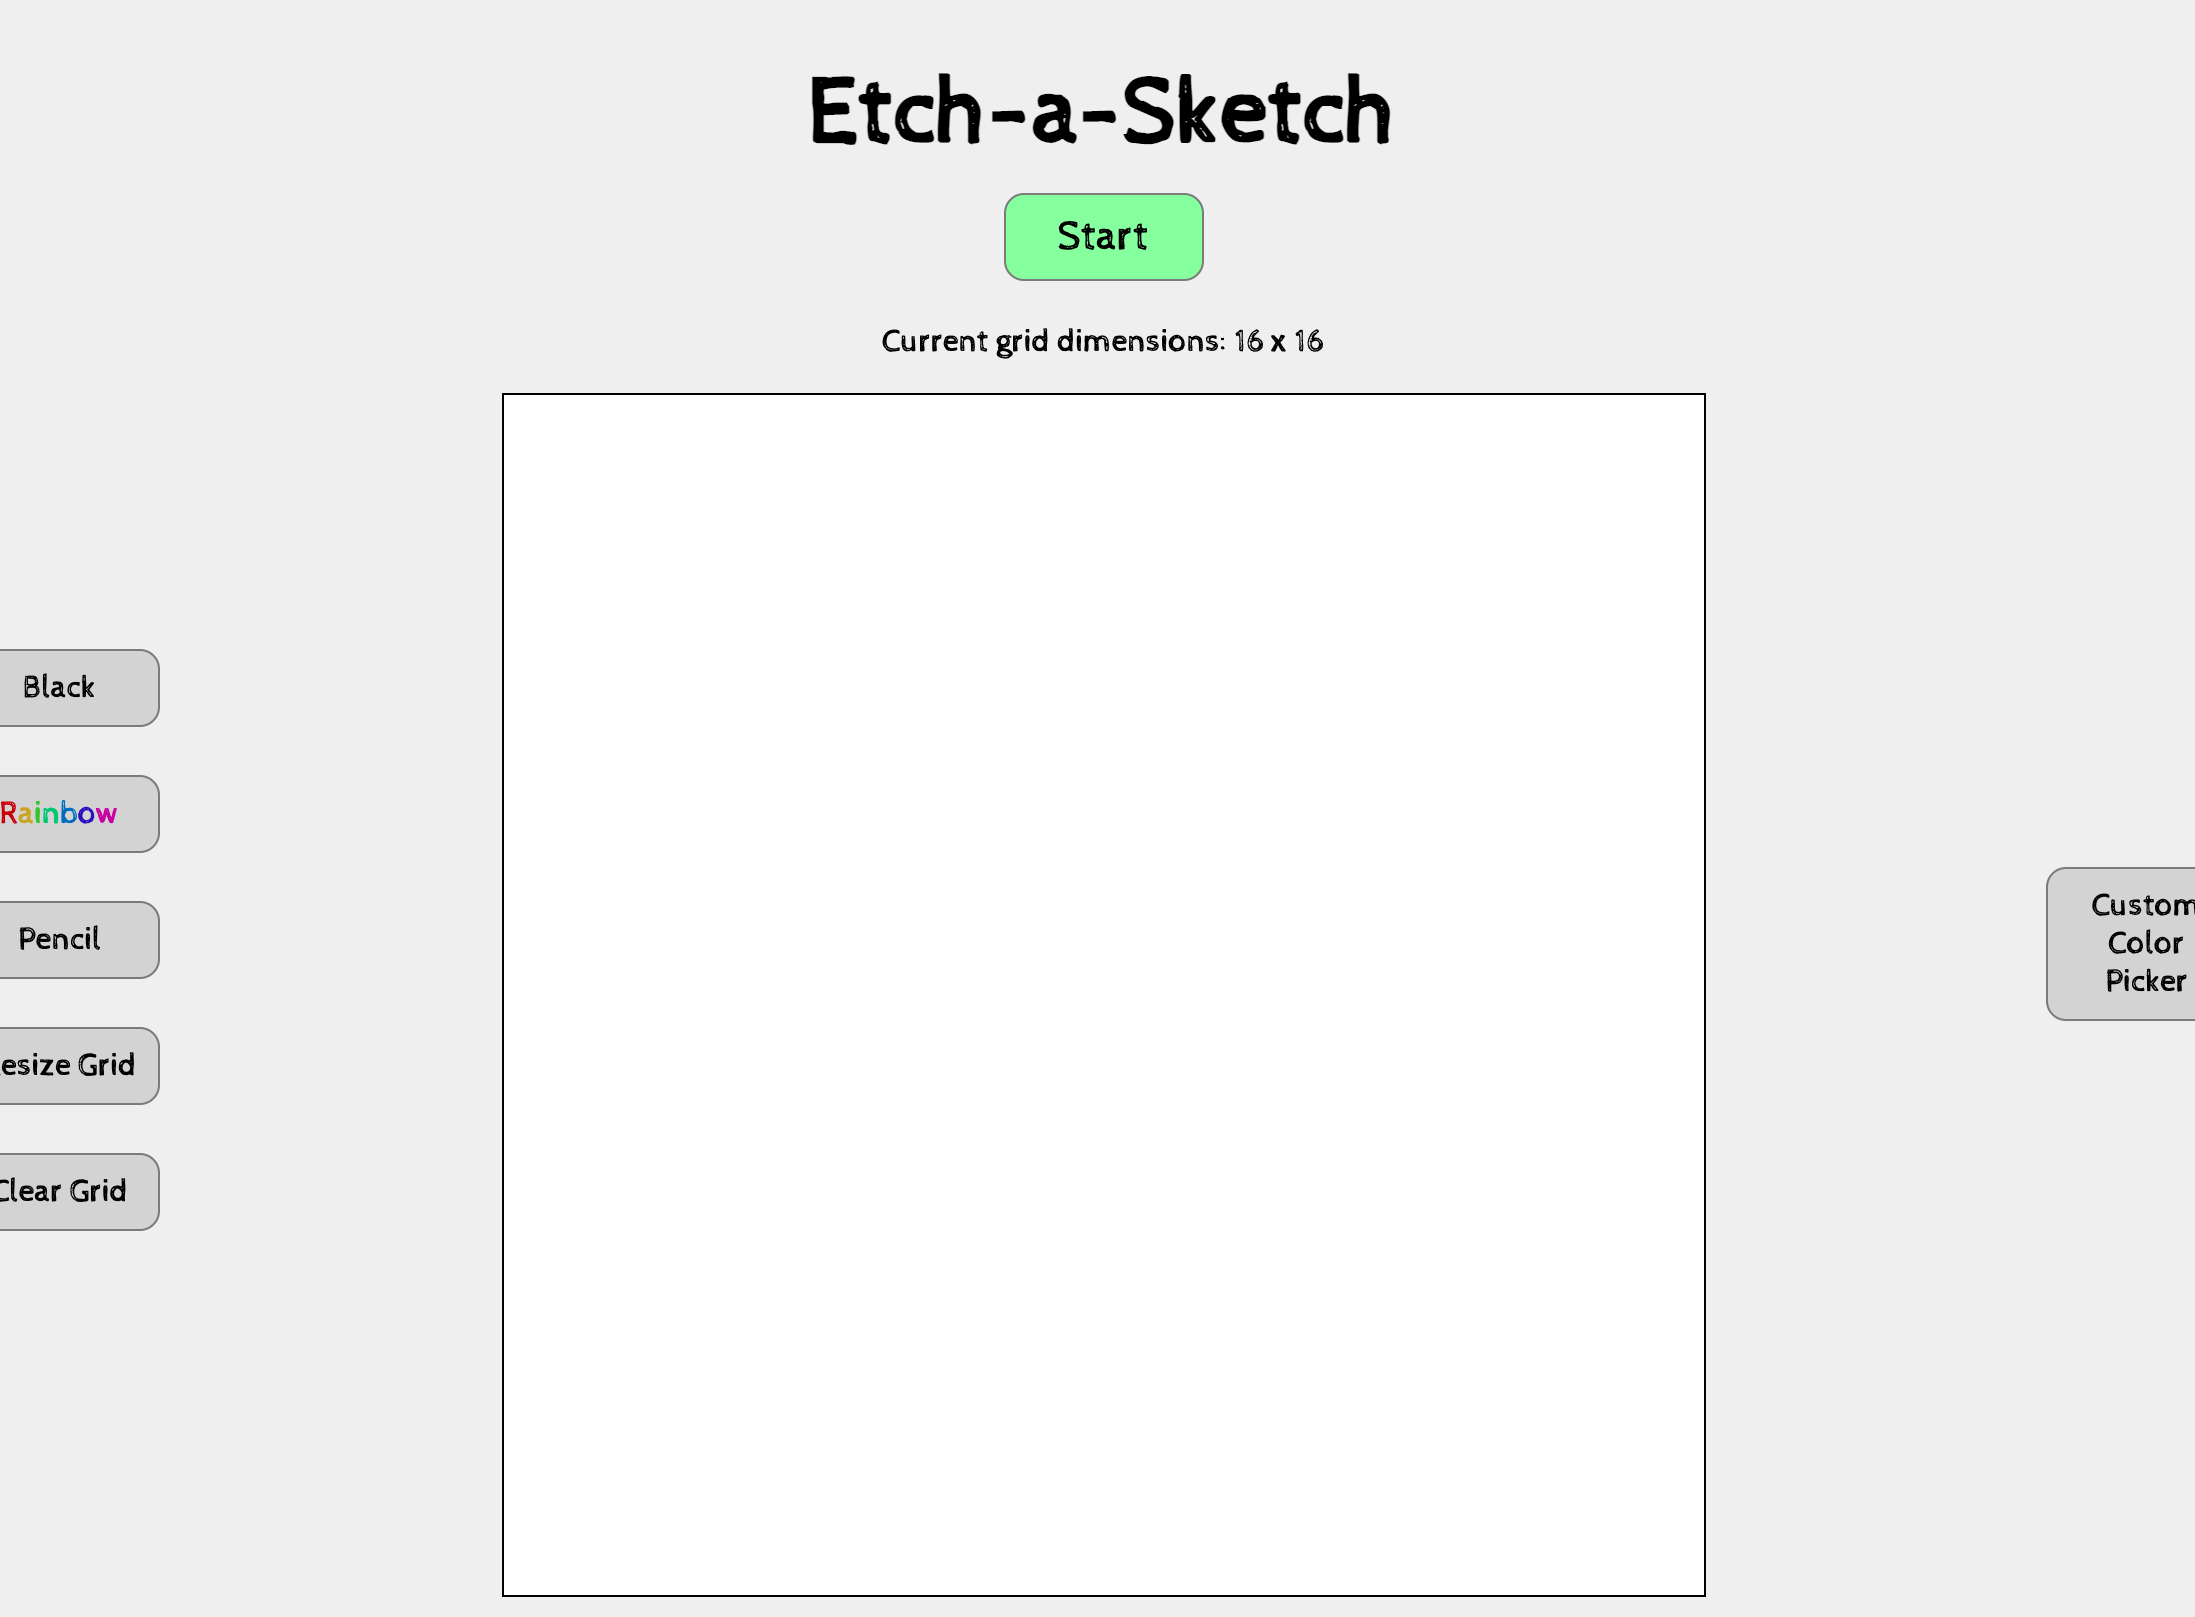 Etch-a-Sketch
Start
Current grid dimensions: 16 x 16
Black
Rainbow
Pencil
esize Grid
Clear Grid
Custom
Color
Picker